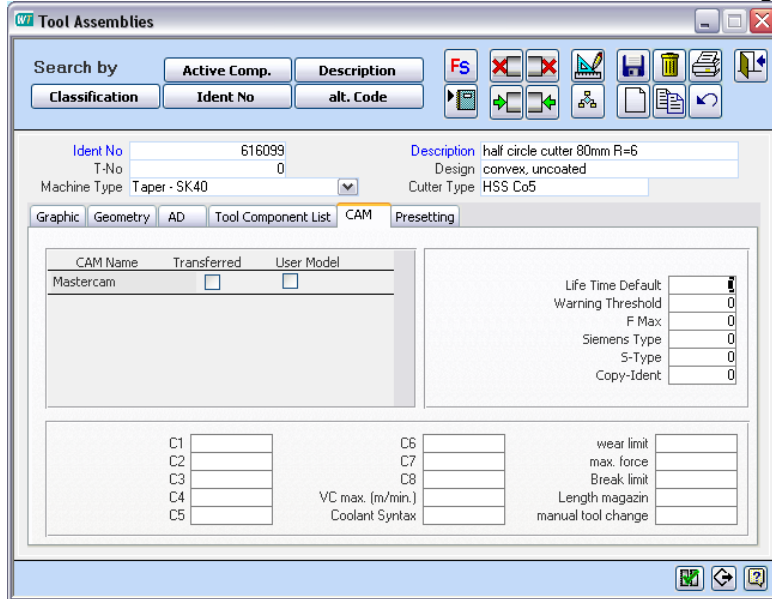 WT Tool Assemblies
Search by Active Comp. Description FS
Classification Ident No alt. Code
Ident No 616099 Description half circle cutter 80mm R=6
T-No 0 Design convex, uncoated
Machine Type Taper - SK40 Cutter Type HSS Co5
Graphic Geometry AD Tool Component List CAM Presetting
CAM Name Transferred User Model
Mastercam
Life Time Default
Warning Threshold 0
F Max 0
Siemens Type 0
S-Type 0
Copy-Ident 0
C1 C6 wear limit
C2 C7 max. force
C3 C8 Break limit
C4 VC max. (m/min.) Length magazin
C5 Coolant Syntax manual tool change